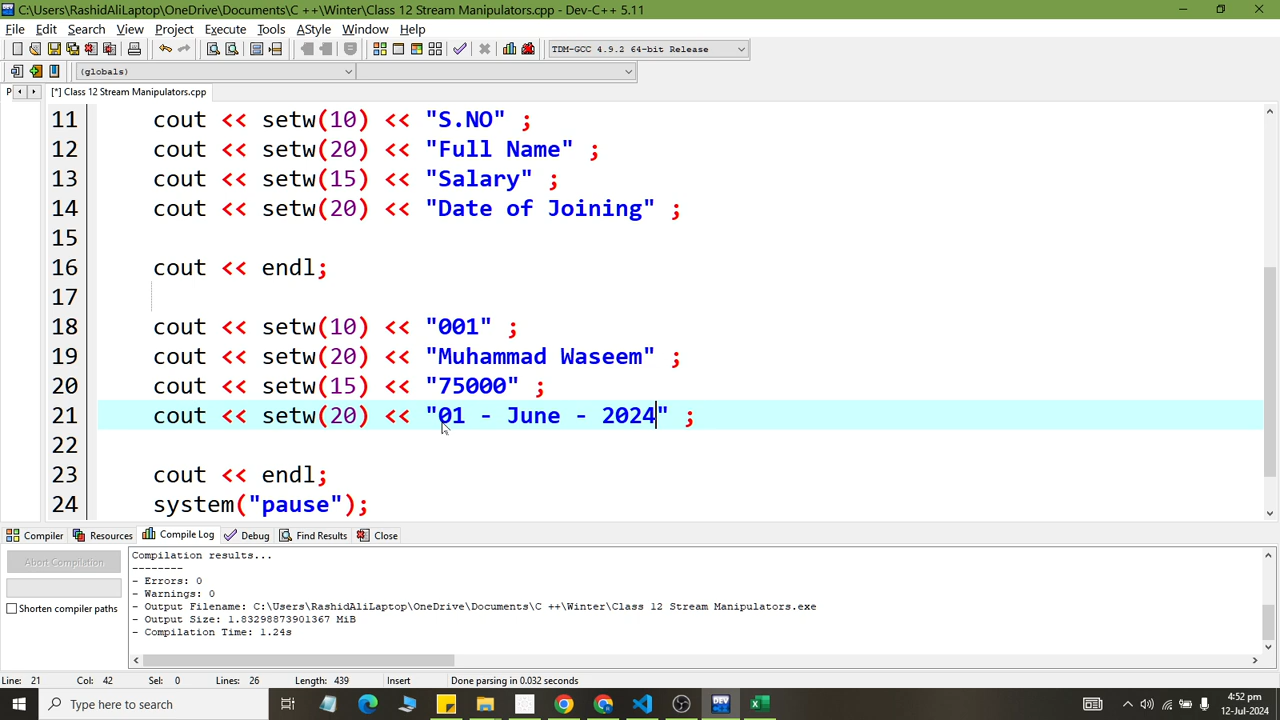 C:\Users\RashidAliLaptop\OneDrive\Documents\C ++\Winter\Class 12 Stream Manipulators.cpp - Dev-C++ 5.11
File Edit Search View Project Execute Tools AStyle Window Help
TDM-GCC 4.9.2 64-bit Release
(globals)
P [*] Class 12 Stream Manipulators.cpp
11 cout << setw(10) << "S.NO" ;
12 cout << setw(20) << "Full Name" ;
13 cout << setw(15) << "Salary" ;
14 cout << setw(20) << "Date of Joining" ;
15
16 cout << endl;
17
18 cout << setw(10) << "001" ;
19 cout << setw(20) << "Muhammad Waseem" ;
20 cout << setw(15) << "75000" ;
21 cout << setw(20) << "01 - June - 2024" ;
22
23 cout << endl;
24 system("pause");
Compiler Resources Compile Log Debug Find Results Close
Abort Compilation
Shorten compiler paths
Compilation results...
--------
- Errors: 0
- Warnings: 0
- Output Filename: C:\Users\RashidAliLaptop\OneDrive\Documents\C ++\Winter\Class 12 Stream Manipulators.exe
- Output Size: 1.83298873901367 MiB
- Compilation Time: 1.24s
Line: 21 Col: 42 Sel: 0 Lines: 26 Length: 439 Insert Done parsing in 0.032 seconds
Type here to search
DEV
4:52 pm
12-Jul-2024